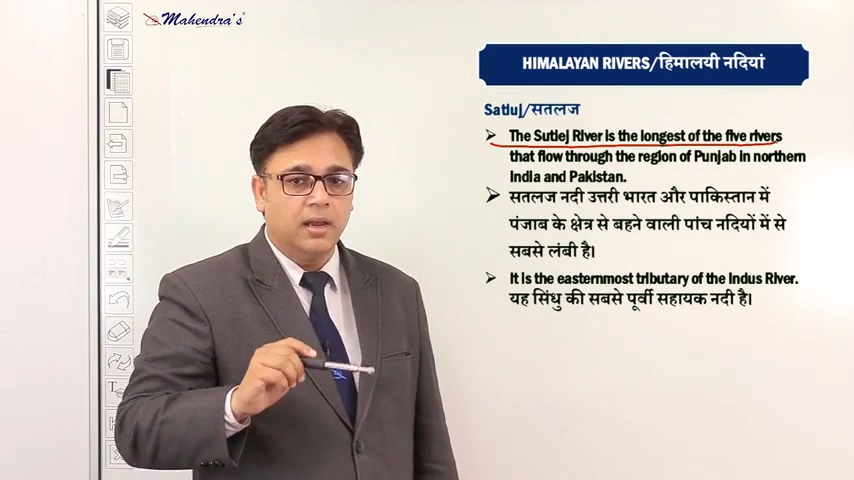 Mahendra's
HIMALAYAN RIVERS/हिमालयी नदियां
Satluj/सतलज
The Sutlej River is the longest of the five rivers
that flow through the region of Punjab in northern
India and Pakistan.
सतलज नदी उत्तरी भारत और पाकिस्तान में
पंजाब के क्षेत्र से बहने वाली पांच नदियों में से
सबसे लंबी है।
It is the easternmost tributary of the Indus River.
यह सिंधु की सबसे पूर्वी सहायक नदी है।